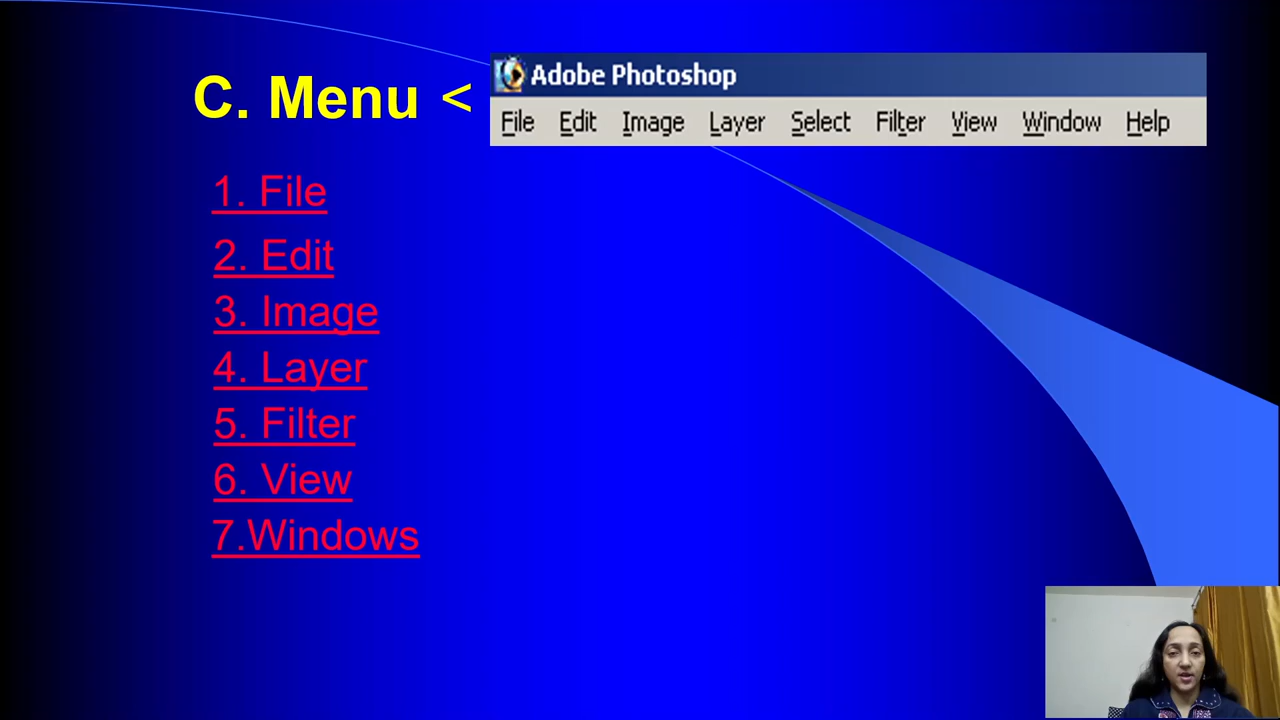 C. Menu <
Adobe Photoshop
File Edit Image Layer Select Filter View Window Help
1. File
2. Edit
3. Image
4. Layer
5. Filter
6. View
7.Windows